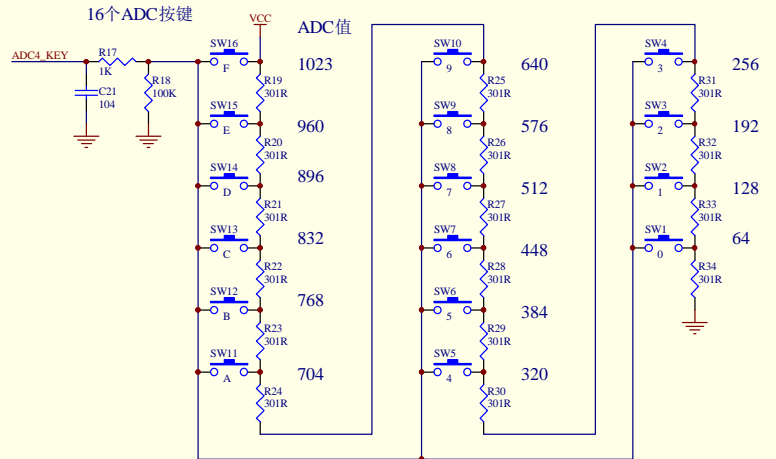 16个ADC按键
VCC
ADC值
ADC4_KEY
R17
1K
C21
104
R18
100K
SW16
F
1023
R19
301R
SW15
E
960
R20
301R
SW14
D
896
R21
301R
SW13
C
832
R22
301R
SW12
B
768
R23
301R
SW11
A
704
R24
301R
SW10
9
640
R25
301R
SW9
8
576
R26
301R
SW8
7
512
R27
301R
SW7
6
448
R28
301R
SW6
5
384
R29
301R
SW5
4
320
R30
301R
SW4
3
256
R31
301R
SW3
2
192
R32
301R
SW2
1
128
R33
301R
SW1
0
64
R34
301R